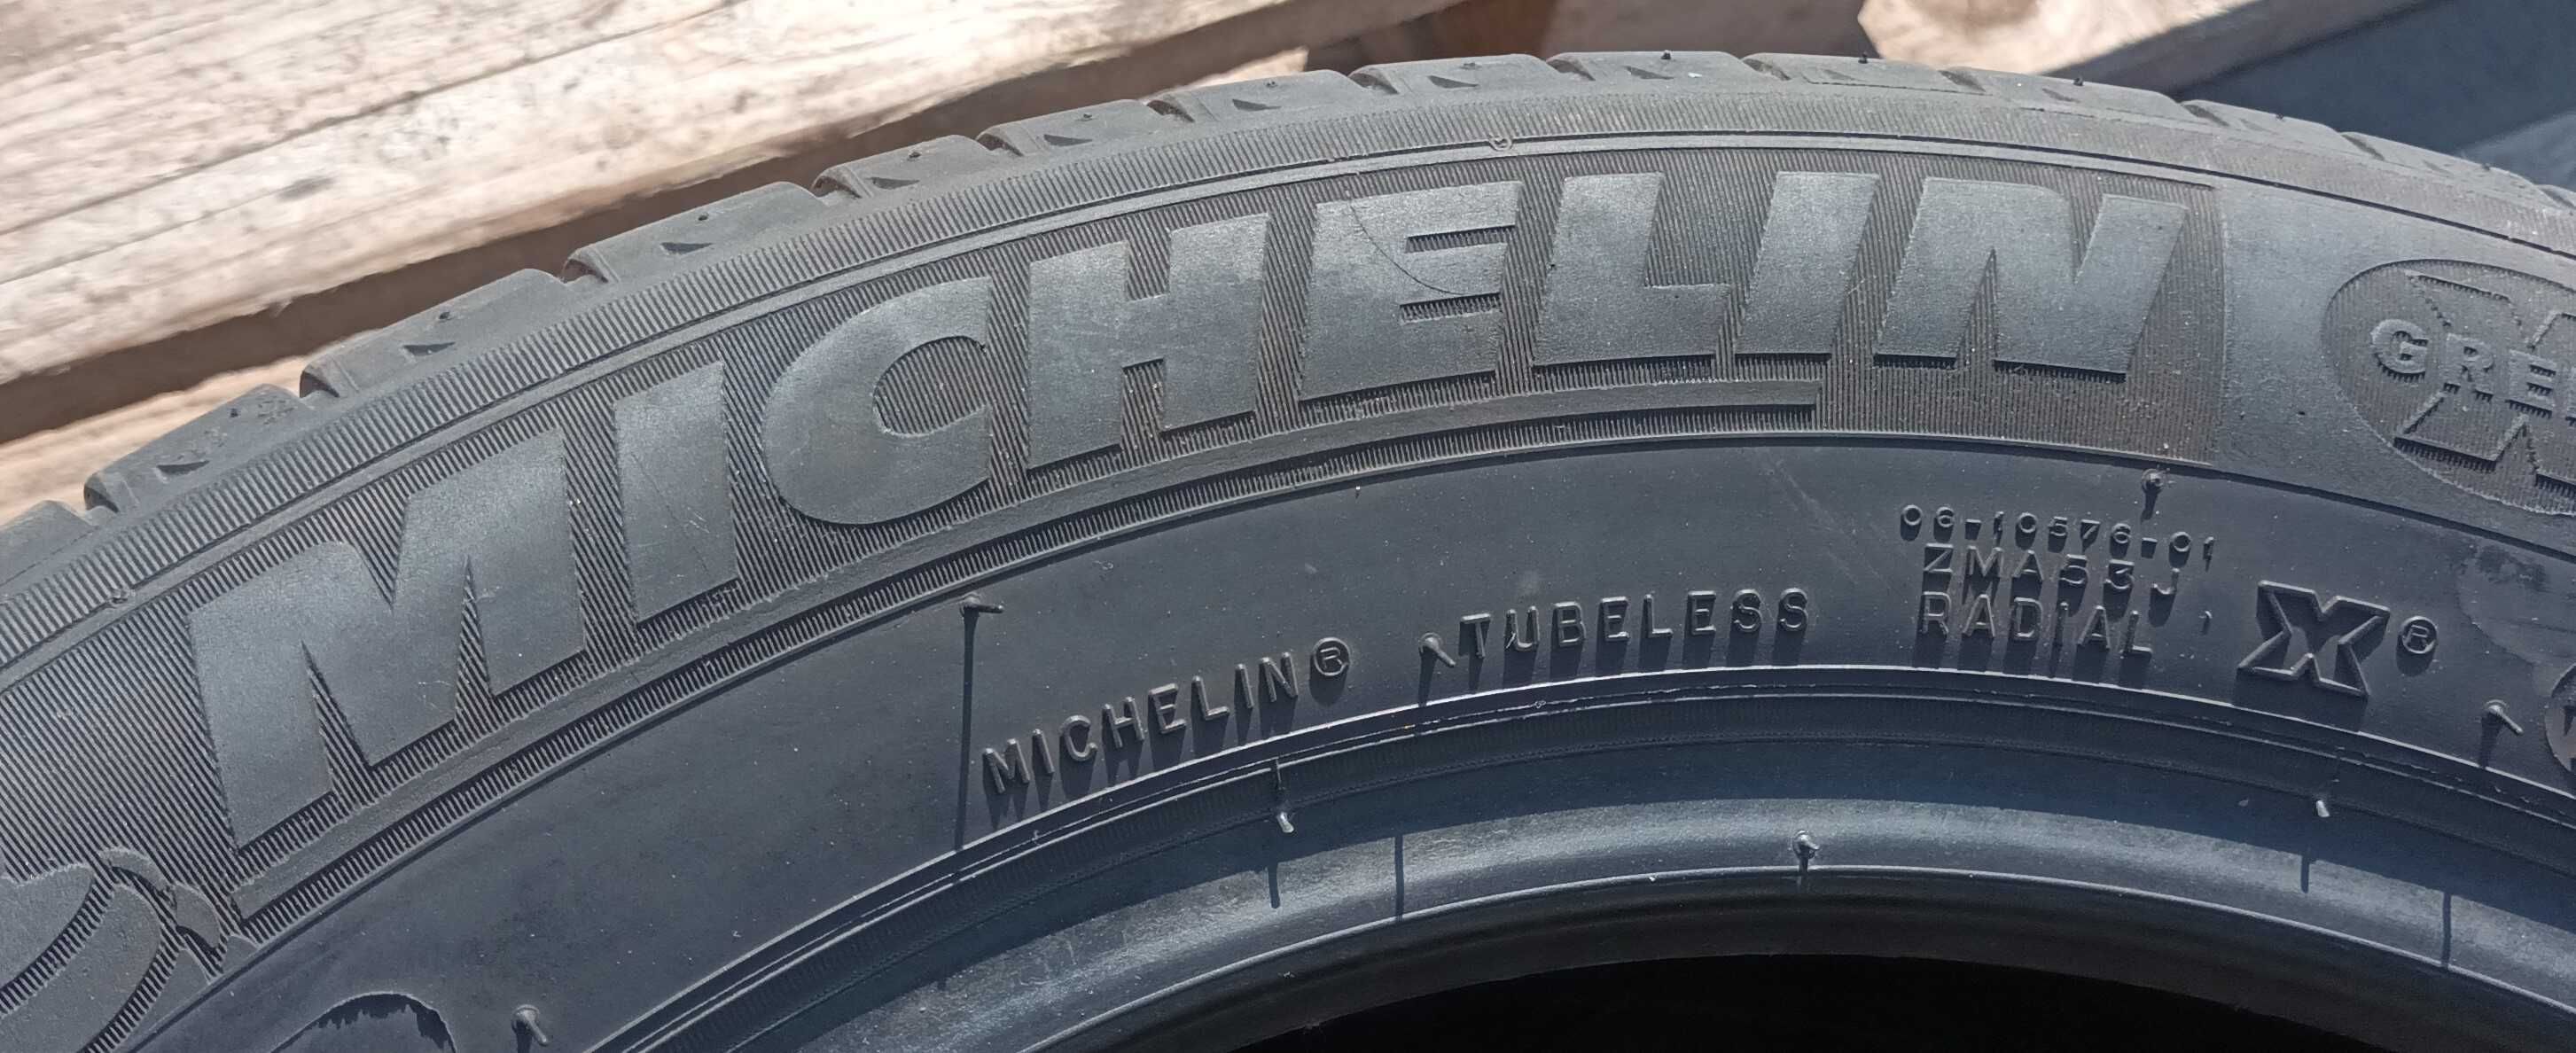 MICHELIN
MICHELIN® TUBELESS
06-10576-01
ZMA53J
RADIAL X®